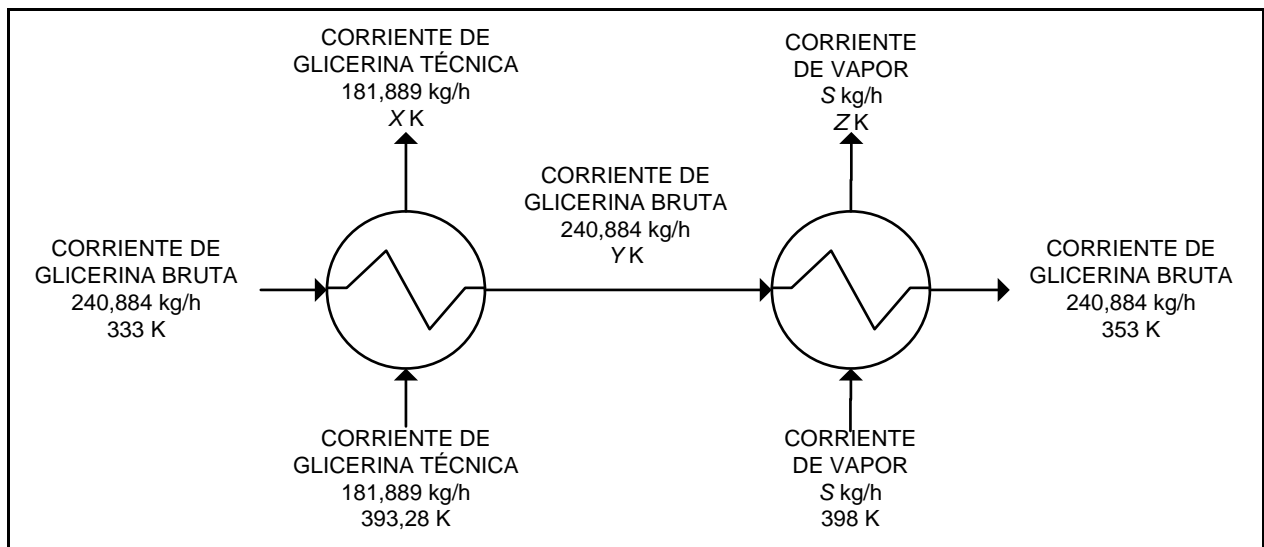 CORRIENTE DE
GLICERINA TÉCNICA
181,889 kg/h
X K
CORRIENTE
DE VAPOR
S kg/h
Z K
CORRIENTE DE
GLICERINA BRUTA
240,884 kg/h
Y K
CORRIENTE DE
GLICERINA BRUTA
240,884 kg/h
333 K
CORRIENTE DE
GLICERINA BRUTA
240,884 kg/h
353 K
CORRIENTE DE
GLICERINA TÉCNICA
181,889 kg/h
393,28 K
CORRIENTE
DE VAPOR
S kg/h
398 K